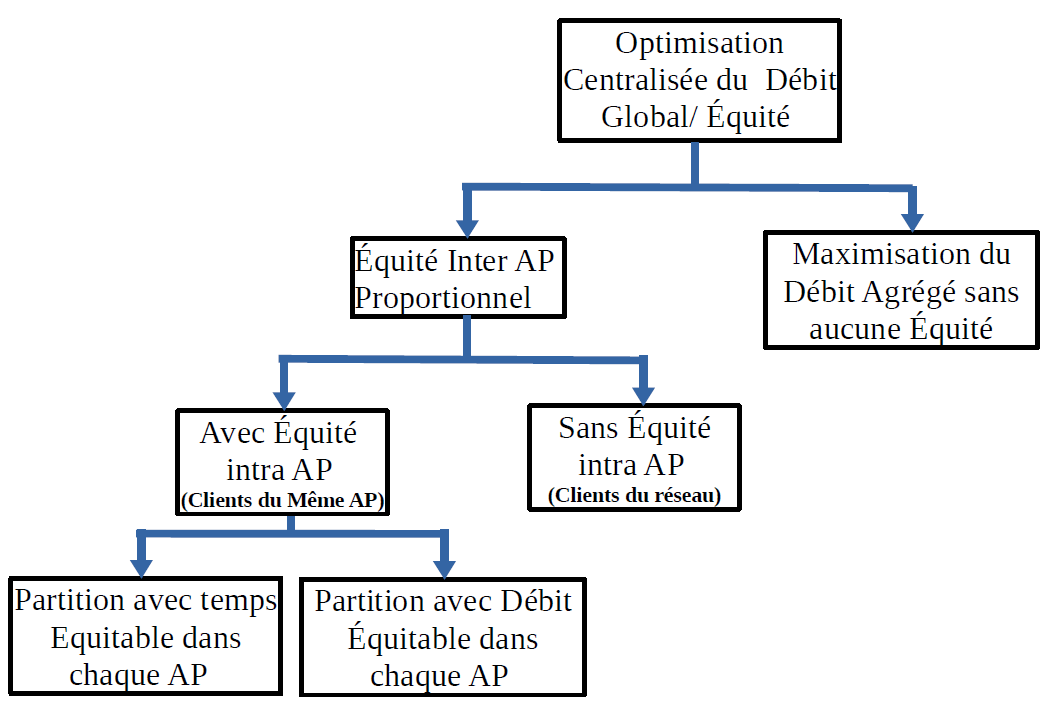 Optimisation
Centralisée du  Débit
Global/ Équité
Équité Inter AP
Proportionnel
Maximisation du
Débit Agrégé sans
aucune Équité
Avec Équité
intra AP
(Clients du Même AP)
Sans Équité
intra AP
(Clients du réseau)
Partition avec temps
Equitable dans
chaque AP
Partition avec Débit
Équitable dans
chaque AP